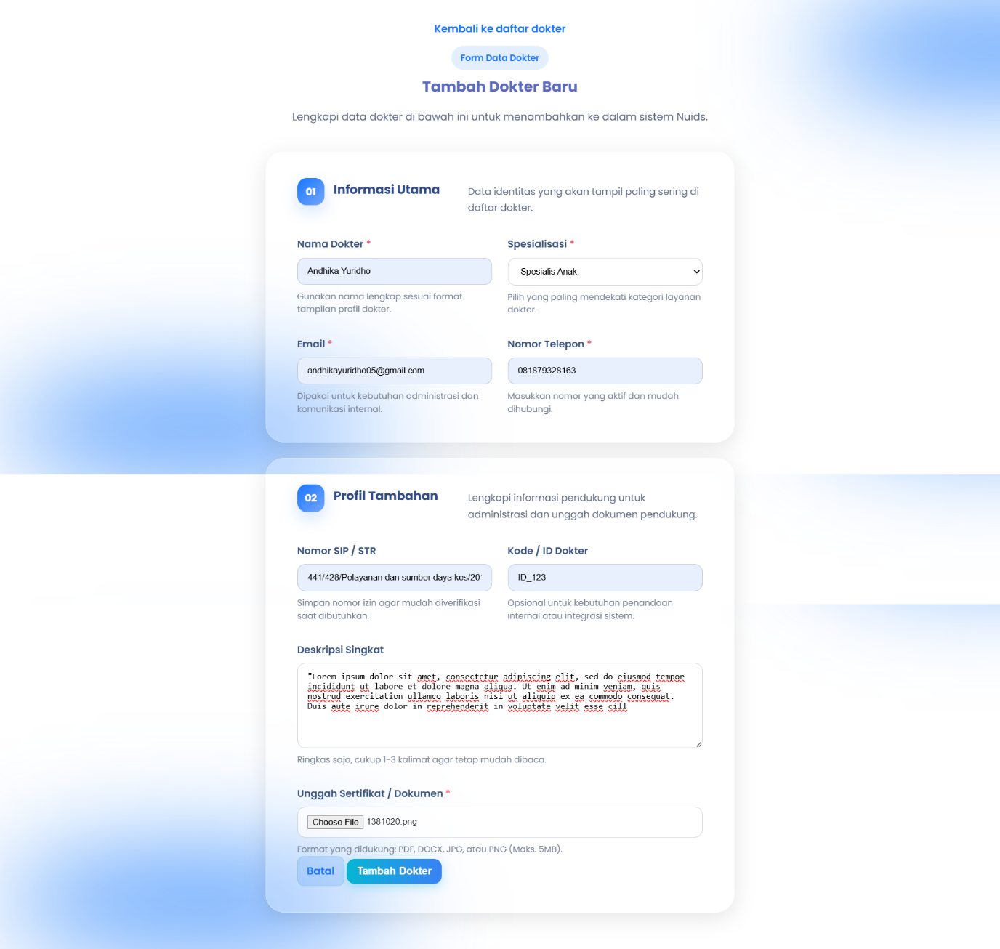 Kembali ke daftar dokter
Form Data Dokter
Tambah Dokter Baru
Lengkapi data dokter di bawah ini untuk menambahkan ke dalam sistem Nuids.
01
Informasi Utama
Data identitas yang akan tampil paling sering di
daftar dokter.
Nama Dokter *
Andhika Yuridho
Gunakan nama lengkap sesuai format
tampilan profil dokter.
Spesialisasi *
Spesialis Anak
Pilih yang paling mendekati kategori layanan
dokter.
Email *
andhikayuridho05@gmail.com
Dipakai untuk kebutuhan administrasi dan
komunikasi internal.
Nomor Telepon *
081879328163
Masukkan nomor yang aktif dan mudah
dihubungi.
02
Profil Tambahan
Lengkapi informasi pendukung untuk
administrasi dan unggah dokumen pendukung.
Nomor SIP / STR
441/428/Pelayanan dan sumber daya kes/201
Simpan nomor izin agar mudah diverifikasi
saat dibutuhkan.
Kode / ID Dokter
ID_123
Opsional untuk kebutuhan penandaan
internal atau integrasi sistem.
Deskripsi Singkat
"Lorem ipsum dolor sit amet, consectetur adipiscing elit, sed do eiusmod tempor
incididunt ut labore et dolore magna aliqua. Ut enim ad minim veniam, quis
nostrud exercitation ullamco laboris nisi ut aliquip ex ea commodo consequat.
Duis aute irure dolor in reprehenderit in voluptate velit esse cill
Ringkas saja, cukup 1-3 kalimat agar tetap mudah dibaca.
Unggah Sertifikat / Dokumen *
Choose File 1381020.png
Format yang didukung: PDF, DOCX, JPG, atau PNG (Maks. 5MB).
Batal
Tambah Dokter